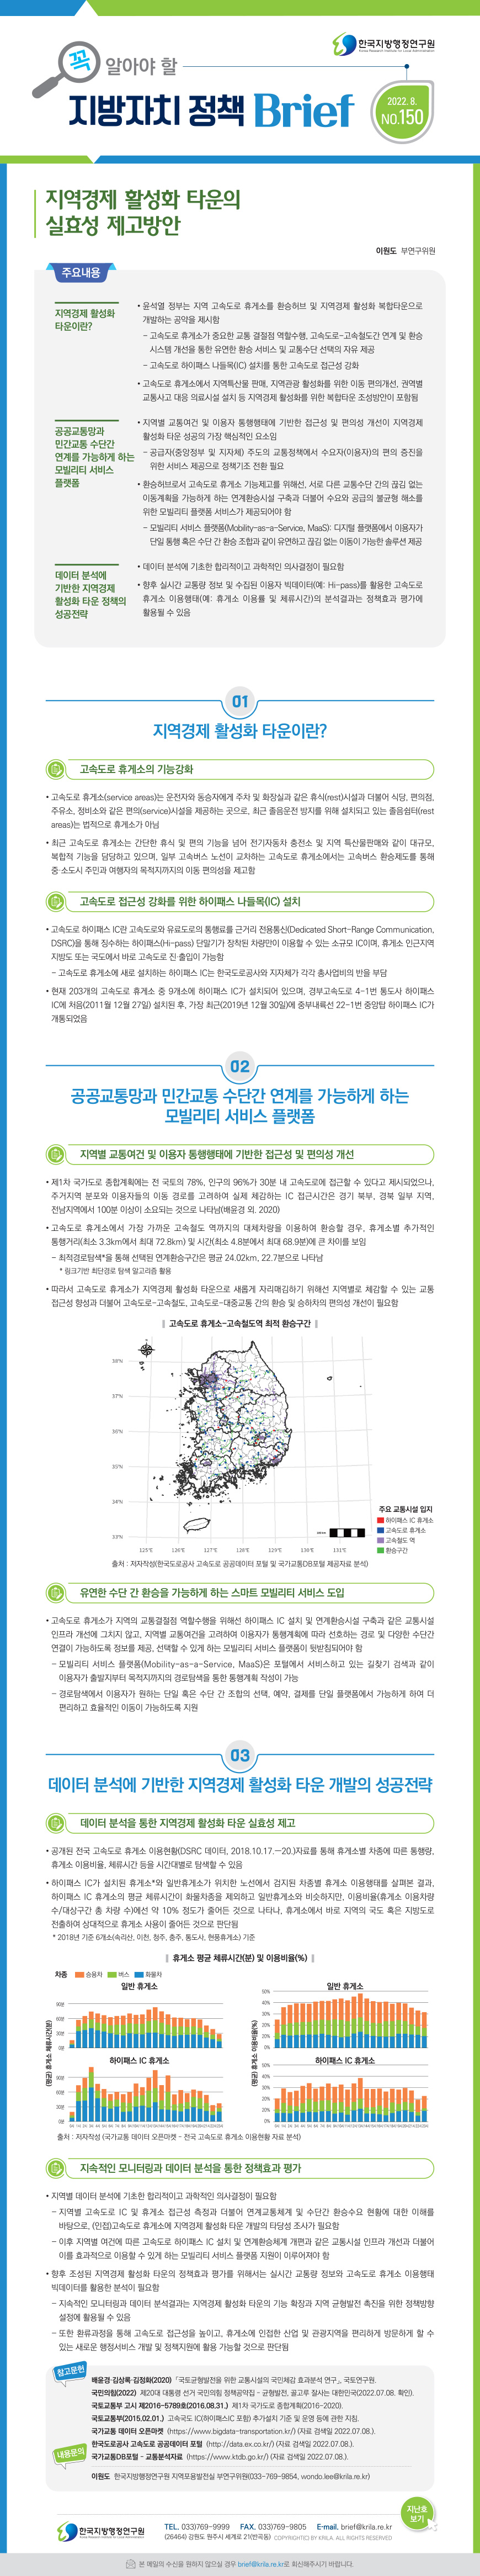 한국지방행정연구원
꼭 알아야 할
지방자치 정책 Brief
2022. 8.
NO.150
지역경제 활성화 타운의
실효성 제고방안
이원도 부연구위원
주요내용
지역경제 활성화
타운이란?
• 윤석열 정부는 지역 고속도로 휴게소를 환승허브 및 지역경제 활성화 복합타운으로
개발하는 공약을 제시함
– 고속도로 휴게소가 중요한 교통 결절점 역할수행, 고속도로-고속철도간 연계 및 환승
시스템 개선을 통한 유연한 환승 서비스 및 교통수단 선택의 자유 제공
– 고속도로 하이패스 나들목(IC) 설치를 통한 고속도로 접근성 강화
• 고속도로 휴게소에서 지역특산물 판매, 지역관광 활성화를 위한 이동 편의개선, 권역별
교통사고 대응 의료시설 설치 등 지역경제 활성화를 위한 복합타운 조성방안이 포함됨
공공교통망과
민간교통 수단간
연계를 가능하게 하는
모빌리티 서비스
플랫폼
• 지역별 교통여건 및 이용자 통행행태에 기반한 접근성 및 편의성 개선이 지역경제
활성화 타운 성공의 가장 핵심적인 요소임
– 공급자(중앙정부 및 지자체) 주도의 교통정책에서 수요자(이용자)의 편의 증진을
위한 서비스 제공으로 정책기조 전환 필요
• 환승허브로서 고속도로 휴게소 기능제고를 위해선, 서로 다른 교통수단 간의 끊김 없는
이동계획을 가능하게 하는 연계환승시설 구축과 더불어 수요와 공급의 불균형 해소를
위한 모빌리티 플랫폼 서비스가 제공되어야 함
– 모빌리티 서비스 플랫폼(Mobility-as-a-Service, MaaS): 디지털 플랫폼에서 이용자가
단일 통행 혹은 수단 간 환승 조합과 같이 유연하고 끊김 없는 이동이 가능한 솔루션 제공
데이터 분석에
기반한 지역경제
활성화 타운 정책의
성공전략
• 데이터 분석에 기초한 합리적이고 과학적인 의사결정이 필요함
• 향후 실시간 교통량 정보 및 수집된 이용자 빅데이터(예: Hi-pass)를 활용한 고속도로
휴게소 이용행태(예: 휴게소 이용률 및 체류시간)의 분석결과는 정책효과 평가에
활용될 수 있음
01
지역경제 활성화 타운이란?
고속도로 휴게소의 기능강화
• 고속도로 휴게소(service areas)는 운전자와 동승자에게 주차 및 화장실과 같은 휴식(rest)시설과 더불어 식당, 편의점,
주유소, 정비소와 같은 편의(service)시설을 제공하는 곳으로, 최근 졸음운전 방지를 위해 설치되고 있는 졸음쉼터(rest
areas)는 법적으로 휴게소가 아님
• 최근 고속도로 휴게소는 간단한 휴식 및 편의 기능을 넘어 전기자동차 충전소 및 지역 특산물판매와 같이 대규모,
복합적 기능을 담당하고 있으며, 일부 고속버스 노선이 교차하는 고속도로 휴게소에서는 고속버스 환승제도를 통해
중·소도시 주민과 여행자의 목적지까지의 이동 편의성을 제고함
고속도로 접근성 강화를 위한 하이패스 나들목(IC) 설치
• 고속도로 하이패스 IC란 고속도로와 유료도로의 통행료를 근거리 전용통신(Dedicated Short-Range Communication,
DSRC)을 통해 징수하는 하이패스(Hi-pass) 단말기가 장착된 차량만이 이용할 수 있는 소규모 IC이며, 휴게소 인근지역
지방도 또는 국도에서 바로 고속도로 진·출입이 가능함
– 고속도로 휴게소에 새로 설치하는 하이패스 IC는 한국도로공사와 지자체가 각각 총사업비의 반을 부담
• 현재 203개의 고속도로 휴게소 중 9개소에 하이패스 IC가 설치되어 있으며, 경부고속도로 4-1번 통도사 하이패스
IC에 처음(2011월 12월 27일) 설치된 후, 가장 최근(2019년 12월 30일)에 중부내륙선 22-1번 중앙탑 하이패스 IC가
개통되었음
02
공공교통망과 민간교통 수단간 연계를 가능하게 하는
모빌리티 서비스 플랫폼
지역별 교통여건 및 이용자 통행행태에 기반한 접근성 및 편의성 개선
• 제1차 국가도로 종합계획에는 전 국토의 78%, 인구의 96%가 30분 내 고속도로에 접근할 수 있다고 제시되었으나,
주거지역 분포와 이용자들의 이동 경로를 고려하여 실제 체감하는 IC 접근시간은 경기 북부, 경북 일부 지역,
전남지역에서 100분 이상이 소요되는 것으로 나타남(배윤경 외. 2020)
• 고속도로 휴게소에서 가장 가까운 고속철도 역까지의 대체차량을 이용하여 환승할 경우, 휴게소별 추가적인
통행거리(최소 3.3km에서 최대 72.8km) 및 시간(최소 4.8분에서 최대 68.9분)에 큰 차이를 보임
– 최적경로탐색*을 통해 선택된 연계환승구간은 평균 24.02km, 22.7분으로 나타남
* 링크기반 최단경로 탐색 알고리즘 활용
• 따라서 고속도로 휴게소가 지역경제 활성화 타운으로 새롭게 자리매김하기 위해선 지역별로 체감할 수 있는 교통
접근성 향상과 더불어 고속도로-고속철도, 고속도로-대중교통 간의 환승 및 승하차의 편의성 개선이 필요함
‖ 고속도로 휴게소-고속철도역 최적 환승구간 ‖
38°N
37°N
36°N
35°N
34°N
33°N
125°E 126°E 127°E 128°E 129°E 130°E 131°E
주요 교통시설 입지
하이패스 IC 휴게소
고속도로 휴게소
고속철도 역
환승구간
출처 : 저자작성(한국도로공사 고속도로 공공데이터 포털 및 국가교통DB포털 제공자료 분석)
유연한 수단 간 환승을 가능하게 하는 스마트 모빌리티 서비스 도입
• 고속도로 휴게소가 지역의 교통결절점 역할수행을 위해선 하이패스 IC 설치 및 연계환승시설 구축과 같은 교통시설
인프라 개선에 그치지 않고, 지역별 교통여건을 고려하여 이용자가 통행계획에 따라 선호하는 경로 및 다양한 수단간
연결이 가능하도록 정보를 제공, 선택할 수 있게 하는 모빌리티 서비스 플랫폼이 뒷받침되어야 함
– 모빌리티 서비스 플랫폼(Mobility-as-a-Service, MaaS)은 포털에서 서비스하고 있는 길찾기 검색과 같이
이용자가 출발지부터 목적지까지의 경로탐색을 통한 통행계획 작성이 가능
– 경로탐색에서 이용자가 원하는 단일 혹은 수단 간 조합의 선택, 예약, 결제를 단일 플랫폼에서 가능하게 하여 더
편리하고 효율적인 이동이 가능하도록 지원
03
데이터 분석에 기반한 지역경제 활성화 타운 개발의 성공전략
데이터 분석을 통한 지역경제 활성화 타운 실효성 제고
• 공개된 전국 고속도로 휴게소 이용현황(DSRC 데이터, 2018.10.17.~20.)자료를 통해 휴게소별 차종에 따른 통행량,
휴게소 이용비율, 체류시간 등을 시간대별로 탐색할 수 있음
• 하이패스 IC가 설치된 휴게소*와 일반휴게소가 위치한 노선에서 검지된 차종별 휴게소 이용행태를 살펴본 결과,
하이패스 IC 휴게소의 평균 체류시간이 화물차종을 제외하고 일반휴게소와 비슷하지만, 이용비율(휴게소 이용차량
수/대상구간 총 차량 수)에선 약 10% 정도가 줄어든 것으로 나타나, 휴게소에서 바로 지역의 국도 혹은 지방도로
전출하여 상대적으로 휴게소 사용이 줄어든 것으로 판단됨
* 2018년 기준 6개소(속리산, 이천, 청주, 충주, 통도사, 현풍휴게소) 기준
‖ 휴게소 평균 체류시간(분) 및 이용비율(%) ‖
차종 승용차 버스 화물차
일반 휴게소
일반 휴게소
하이패스 IC 휴게소
하이패스 IC 휴게소
(평균) 휴게소 체류시간(분)
(평균) 휴게소 이용비율(%)
90분
60분
30분
0분
90분
60분
30분
0분
50%
40%
30%
20%
10%
0%
50%
40%
30%
20%
10%
0%
출처 : 저자작성 (국가교통 데이터 오픈마켓 - 전국 고속도로 휴게소 이용현황 자료 분석)
지속적인 모니터링과 데이터 분석을 통한 정책효과 평가
• 지역별 데이터 분석에 기초한 합리적이고 과학적인 의사결정이 필요함
– 지역별 고속도로 IC 및 휴게소 접근성 측정과 더불어 연계교통체계 및 수단간 환승수요 현황에 대한 이해를
바탕으로, (인접)고속도로 휴게소에 지역경제 활성화 타운 개발의 타당성 조사가 필요함
– 이후 지역별 여건에 따른 고속도로 하이패스 IC 설치 및 연계환승체계 개편과 같은 교통시설 인프라 개선과 더불어
이를 효과적으로 이용할 수 있게 하는 모빌리티 서비스 플랫폼 지원이 이루어져야 함
• 향후 조성된 지역경제 활성화 타운의 정책효과 평가를 위해서는 실시간 교통량 정보와 고속도로 휴게소 이용행태
빅데이터를 활용한 분석이 필요함
– 지속적인 모니터링과 데이터 분석결과는 지역경제 활성화 타운의 기능 확장과 지역 균형발전 촉진을 위한 정책방향
설정에 활용될 수 있음
– 또한 환류과정을 통해 고속도로 접근성을 높이고, 휴게소에 인접한 산업 및 관광지역을 편리하게 방문하게 할 수
있는 새로운 행정서비스 개발 및 정책지원에 활용 가능할 것으로 판단됨
참고문헌
배윤경·김상록·김정화(2020) 「국토균형발전을 위한 교통시설의 국민체감 효과분석 연구」, 국토연구원.
국민의힘(2022) 제20대 대통령 선거 국민의힘 정책공약집 - 균형발전, 골고루 잘사는 대한민국(2022.07.08. 확인).
국토교통부 고시 제2016-5789호(2016.08.31.) 제1차 국가도로 종합계획(2016-2020).
국토교통부(2015.02.01.) 고속국도 IC(하이패스IC 포함) 추가설치 기준 및 운영 등에 관한 지침.
국가교통 데이터 오픈마켓 (https://www.bigdata-transportation.kr/) (자료 검색일 2022.07.08.).
한국도로공사 고속도로 공공데이터 포털 (http://data.ex.co.kr/) (자료 검색일 2022.07.08.).
국가교통DB포털 - 교통분석자료 (https://www.ktdb.go.kr/) (자료 검색일 2022.07.08.).
내용문의
이원도 한국지방행정연구원 지역포용발전실 부연구위원(033-769-9854, wondo.lee@krila.re.kr)
지난호
보기
한국지방행정연구원
TEL. 033)769-9999 FAX. 033)769-9805 E-mail. brief@krila.re.kr
(26464) 강원도 원주시 세계로 21(반곡동) COPYRIGHT(C) BY KRILA. ALL RIGHTS RESERVED
본 메일의 수신을 원하지 않으실 경우 brief@krila.re.kr로 회신해주시기 바랍니다.